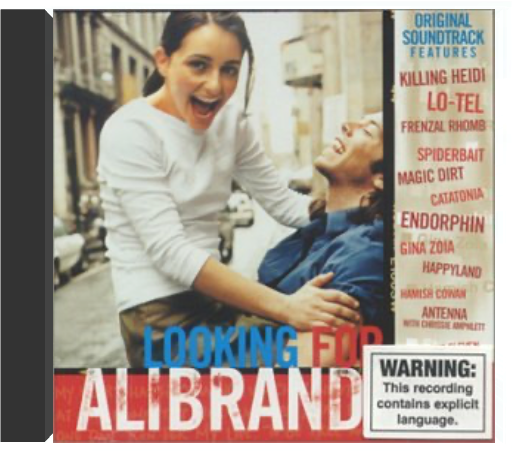 ORIGINAL
SOUNDTRACK
FEATURES
KILLING HEIDI
LO-TEL
FRENZAL RHOMB
SPIDERBAIT
MAGIC DIRT
CATATONIA
ENDORPHIN
GINA ZOIA
HAPPYLAND
HAMISH COWAN
ANTENNA
WITH CHRISSIE AMPHLETT
LOOKING FOR
ALIBRAND
WARNING:
This recording
contains explicit
language.